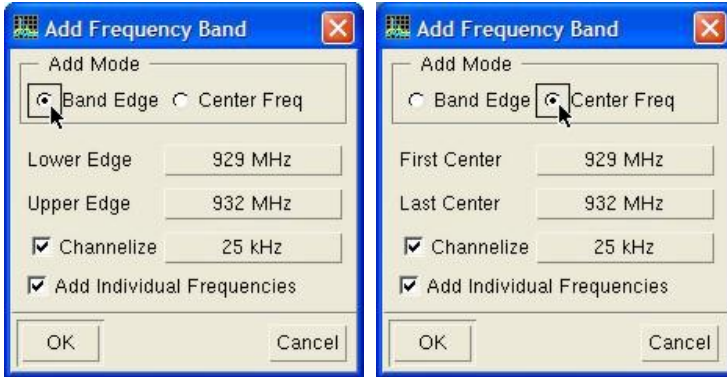 Add Frequency Band
Add Mode
Band Edge Center Freq
Lower Edge 929 MHz
Upper Edge 932 MHz
Channelize 25 kHz
Add Individual Frequencies
OK Cancel
Add Frequency Band
Add Mode
Band Edge Center Freq
First Center 929 MHz
Last Center 932 MHz
Channelize 25 kHz
Add Individual Frequencies
OK Cancel